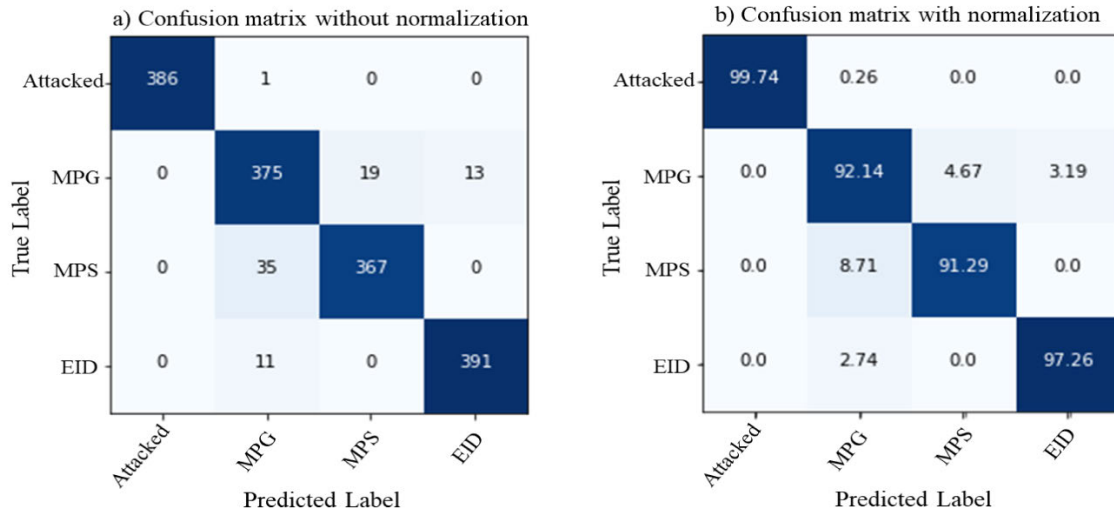 a) Confusion matrix without normalization
True Label
Attacked 386 1 0 0
MPG 0 375 19 13
MPS 0 35 367 0
EID 0 11 0 391
Attacked MPG MPS EID
Predicted Label
b) Confusion matrix with normalization
True Label
Attacked 99.74 0.26 0.0 0.0
MPG 0.0 92.14 4.67 3.19
MPS 0.0 8.71 91.29 0.0
EID 0.0 2.74 0.0 97.26
Attacked MPG MPS EID
Predicted Label